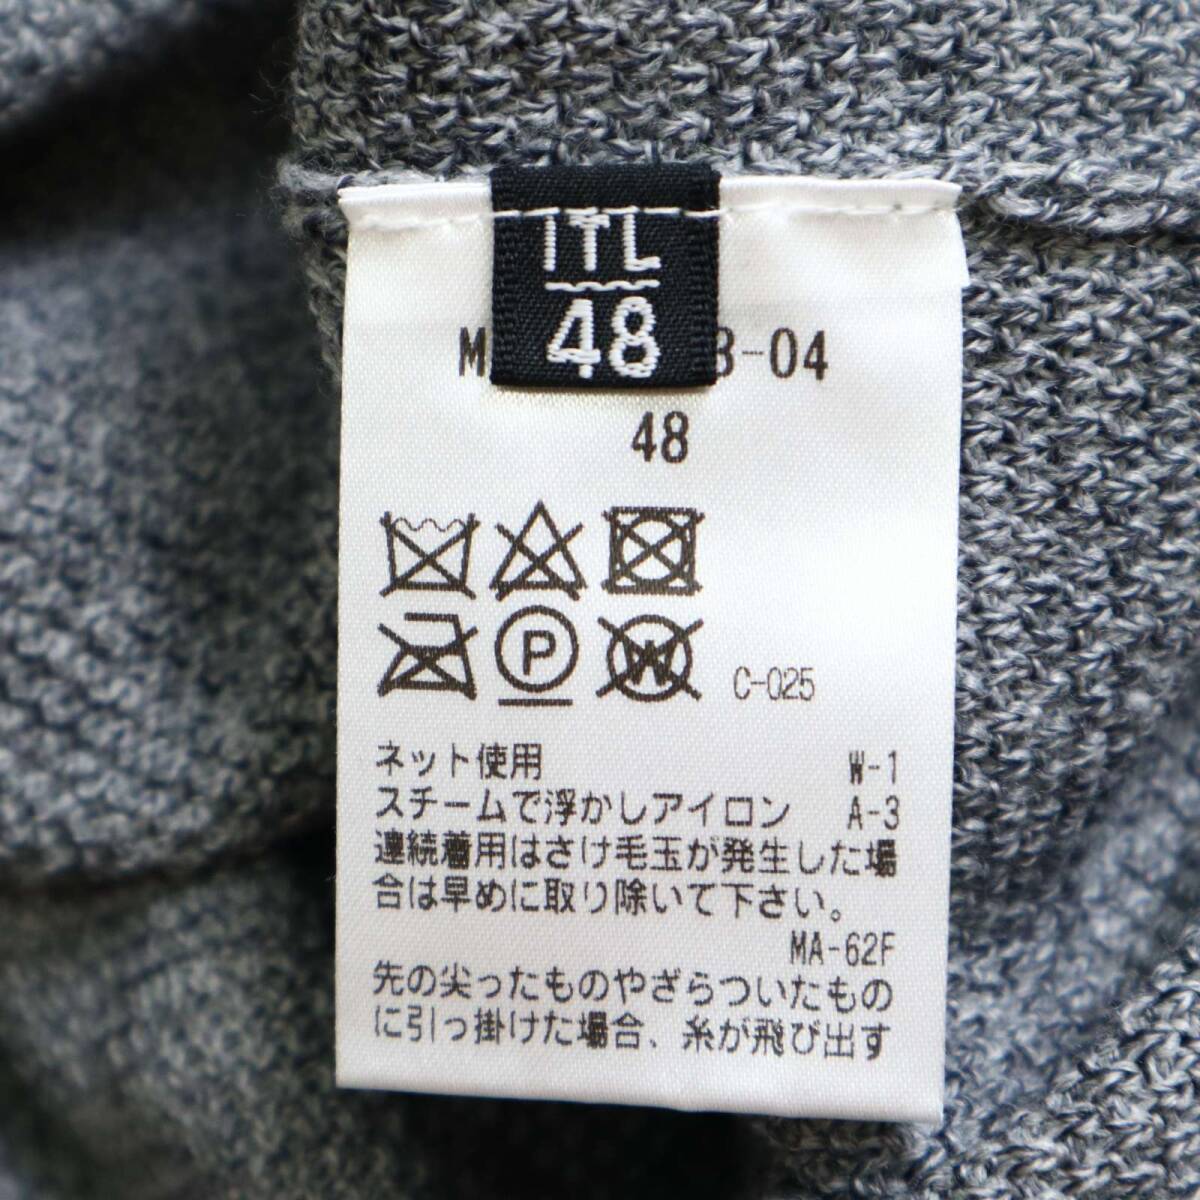 ITL
48
-04
48
P
W
C-025
ネット使用 W-1
スチームで浮かしアイロン A-3
連続着用はさけ毛玉が発生した場
合は早めに取り除いて下さい。
MA-62F
先の尖ったものやざらついたもの
に引っ掛けた場合、糸が飛び出す